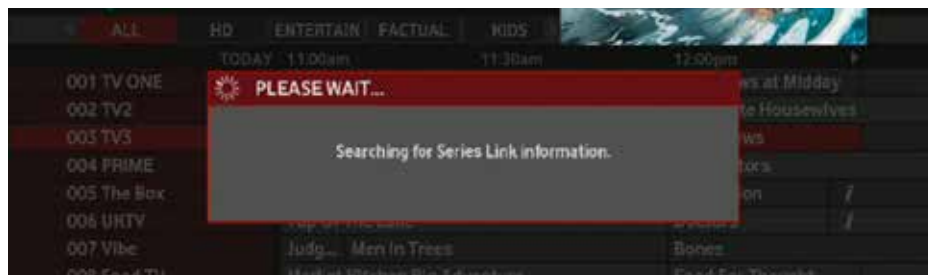 ALL HD ENTERTAIN FACTUAL KIDS
TODAY 11:00am 11:30am 12:00pm
001 TV ONE ws at Midday
PLEASE WAIT...
002 TV2 te Housewives
003 TV3 ws
Searching for Series Link information.
004 PRIME tors
005 The Box on i
006 UKTV i
007 Vibe Judg... Men In Trees Bones